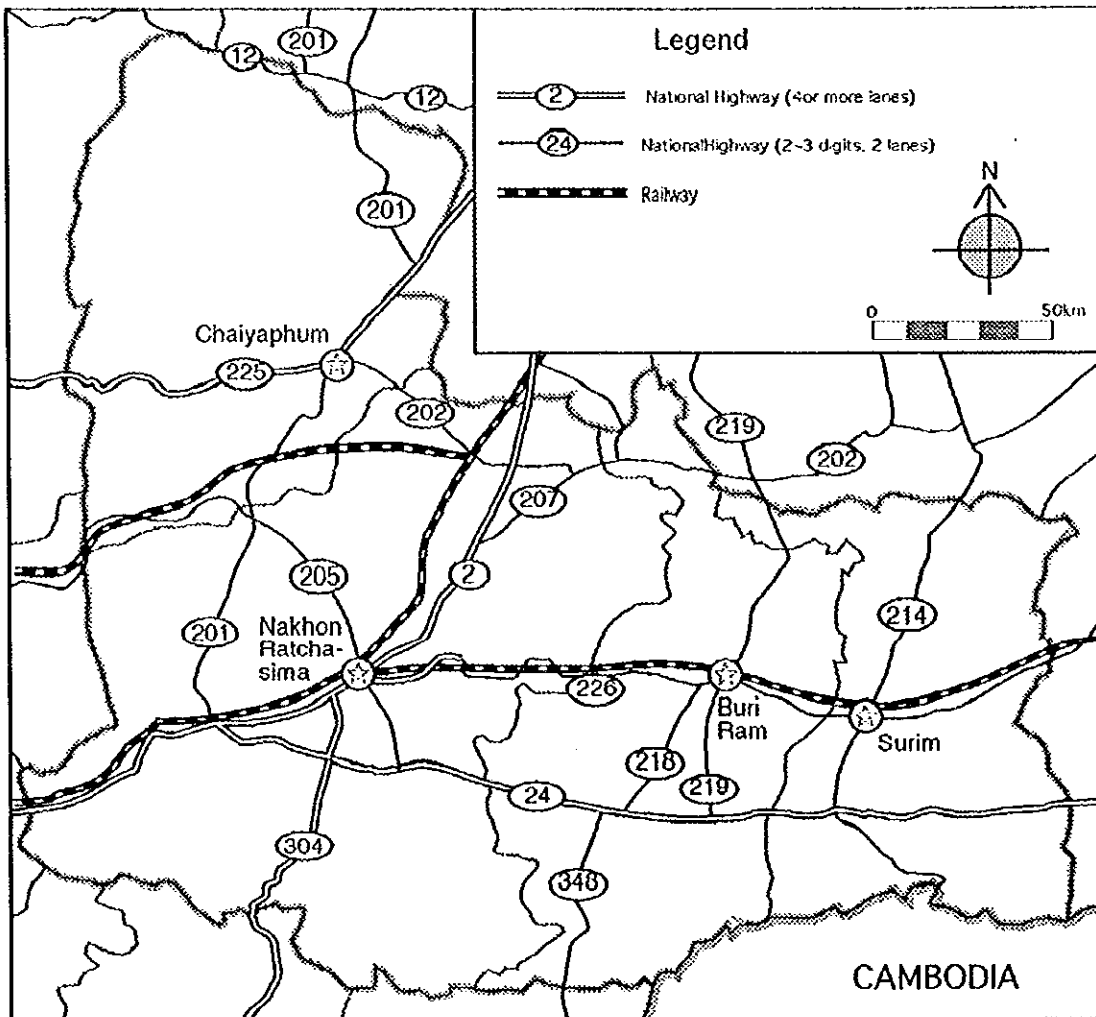 Legend
2 National Highway (4or more lanes)
24 NationalHighway (2~3 digits, 2 lanes)
Railway
N
0 50km
201
12
12
201
Chaiyaphum
225
202
219
202
207
205
2
201
Nakhon
Ratcha-
sima
214
226
Buri
Ram
Surim
218
219
24
304
348
CAMBODIA